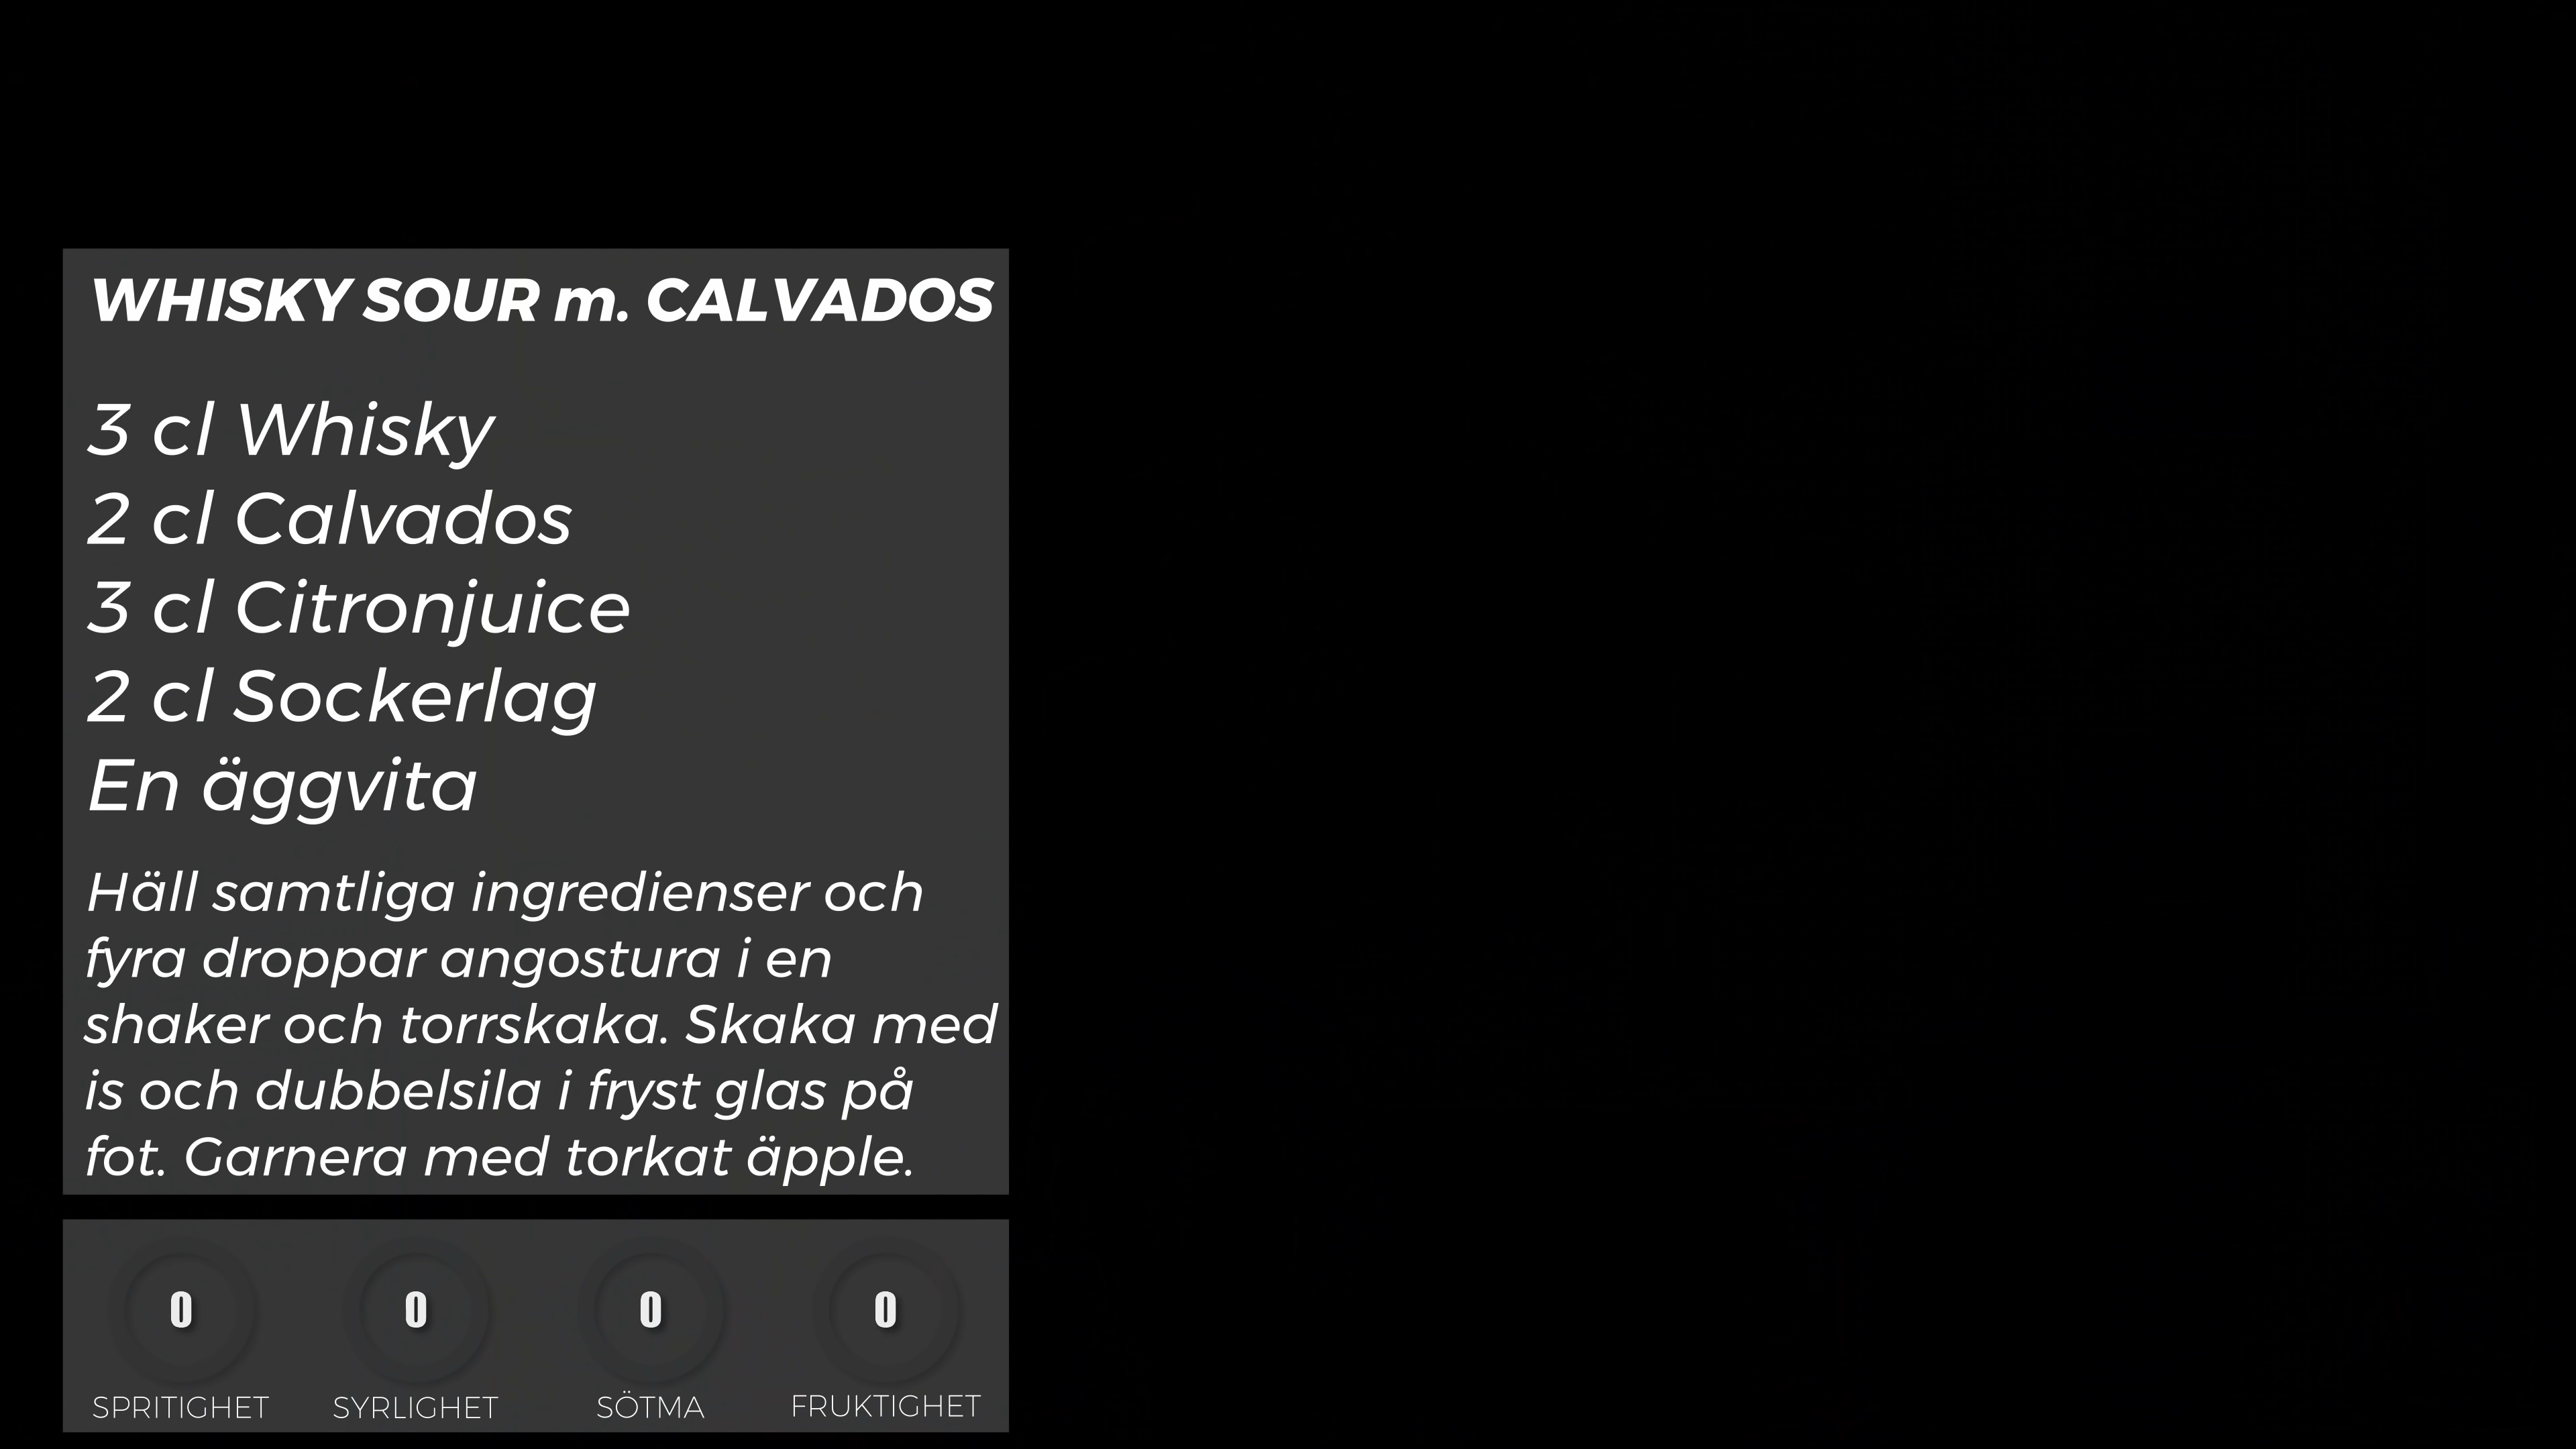 WHISKY SOUR m. CALVADOS
3 cl Whisky
2 cl Calvados
3 cl Citronjuice
2 cl Sockerlag
En äggvita
Häll samtliga ingredienser och
fyra droppar angostura i en
shaker och torrskaka. Skaka med
is och dubbelsila i fryst glas på
fot. Garnera med torkat äpple.
0 0 0 0
SPRITIGHET SYRLIGHET SÖTMA FRUKTIGHET